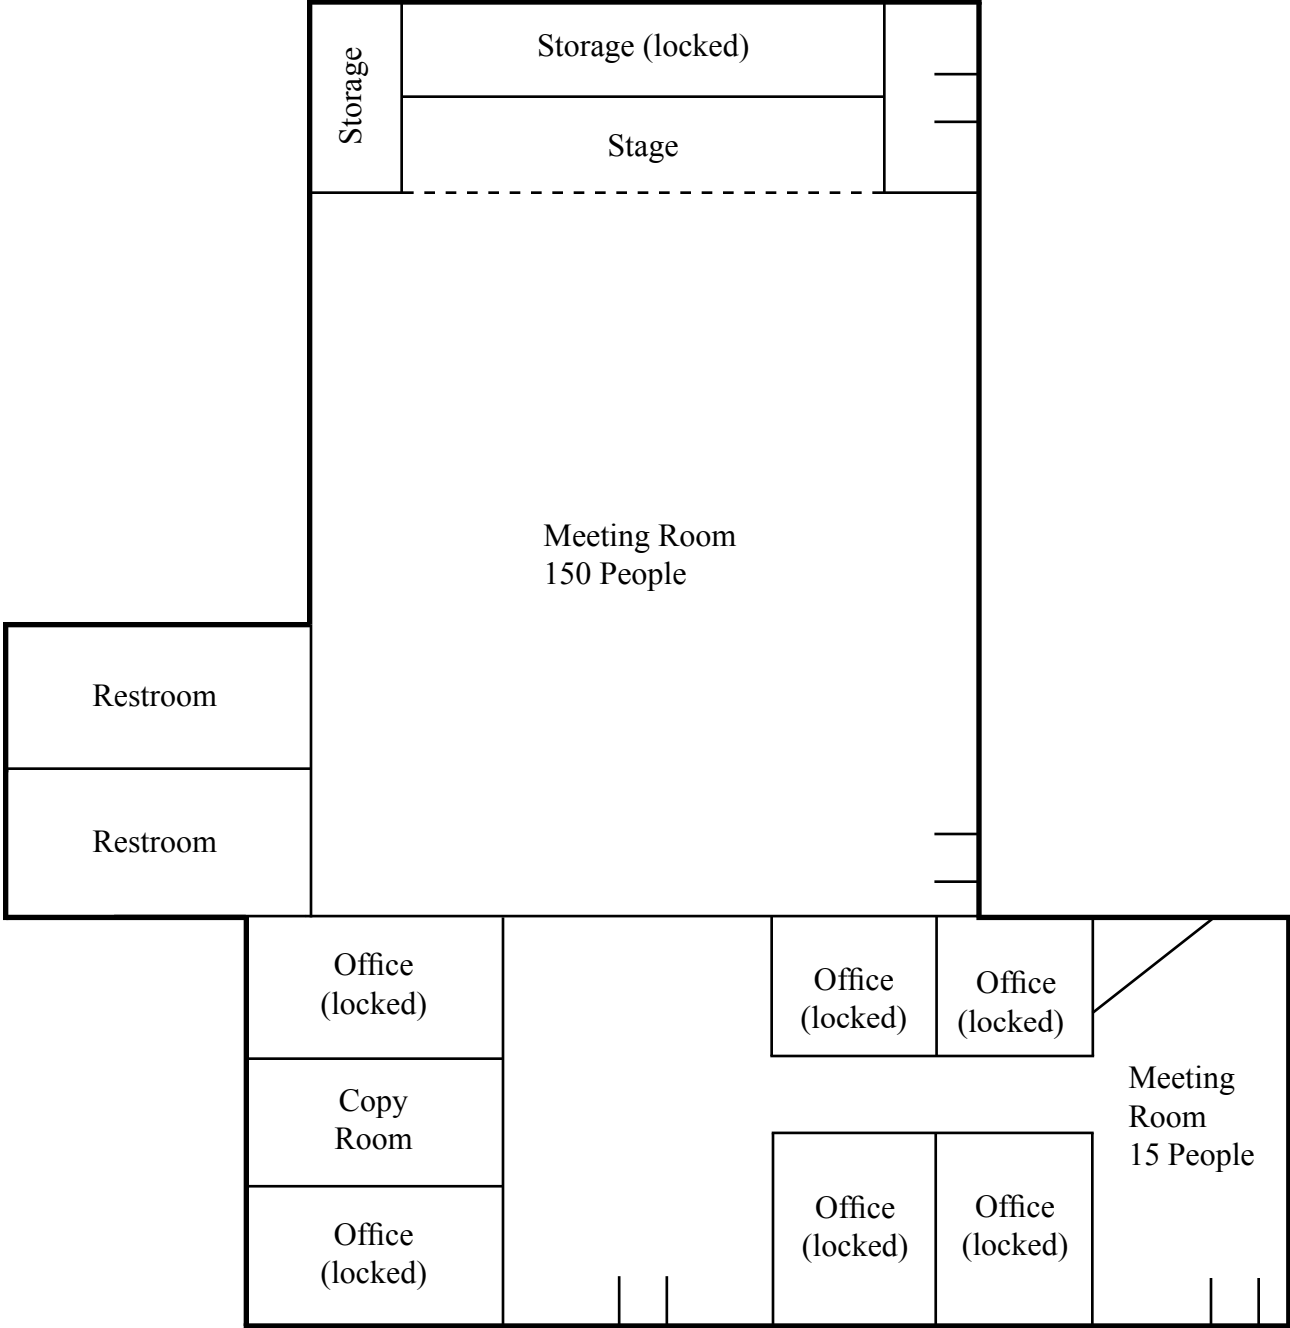 Storage
Storage (locked)
Stage
Meeting Room
150 People
Restroom
Restroom
Office
(locked)
Office
(locked)
Office
(locked)
Copy
Room
Meeting
Room
15 People
Office
(locked)
Office
(locked)
Office
(locked)